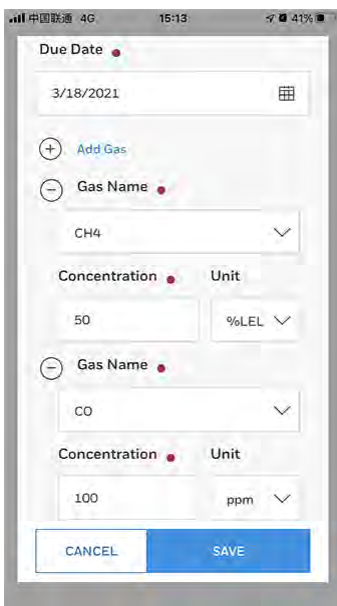 中国联通 4G 15:13 41%
Due Date
3/18/2021
Add Gas
Gas Name
CH4
Concentration Unit
50 %LEL
Gas Name
CO
Concentration Unit
100 ppm
CANCEL SAVE